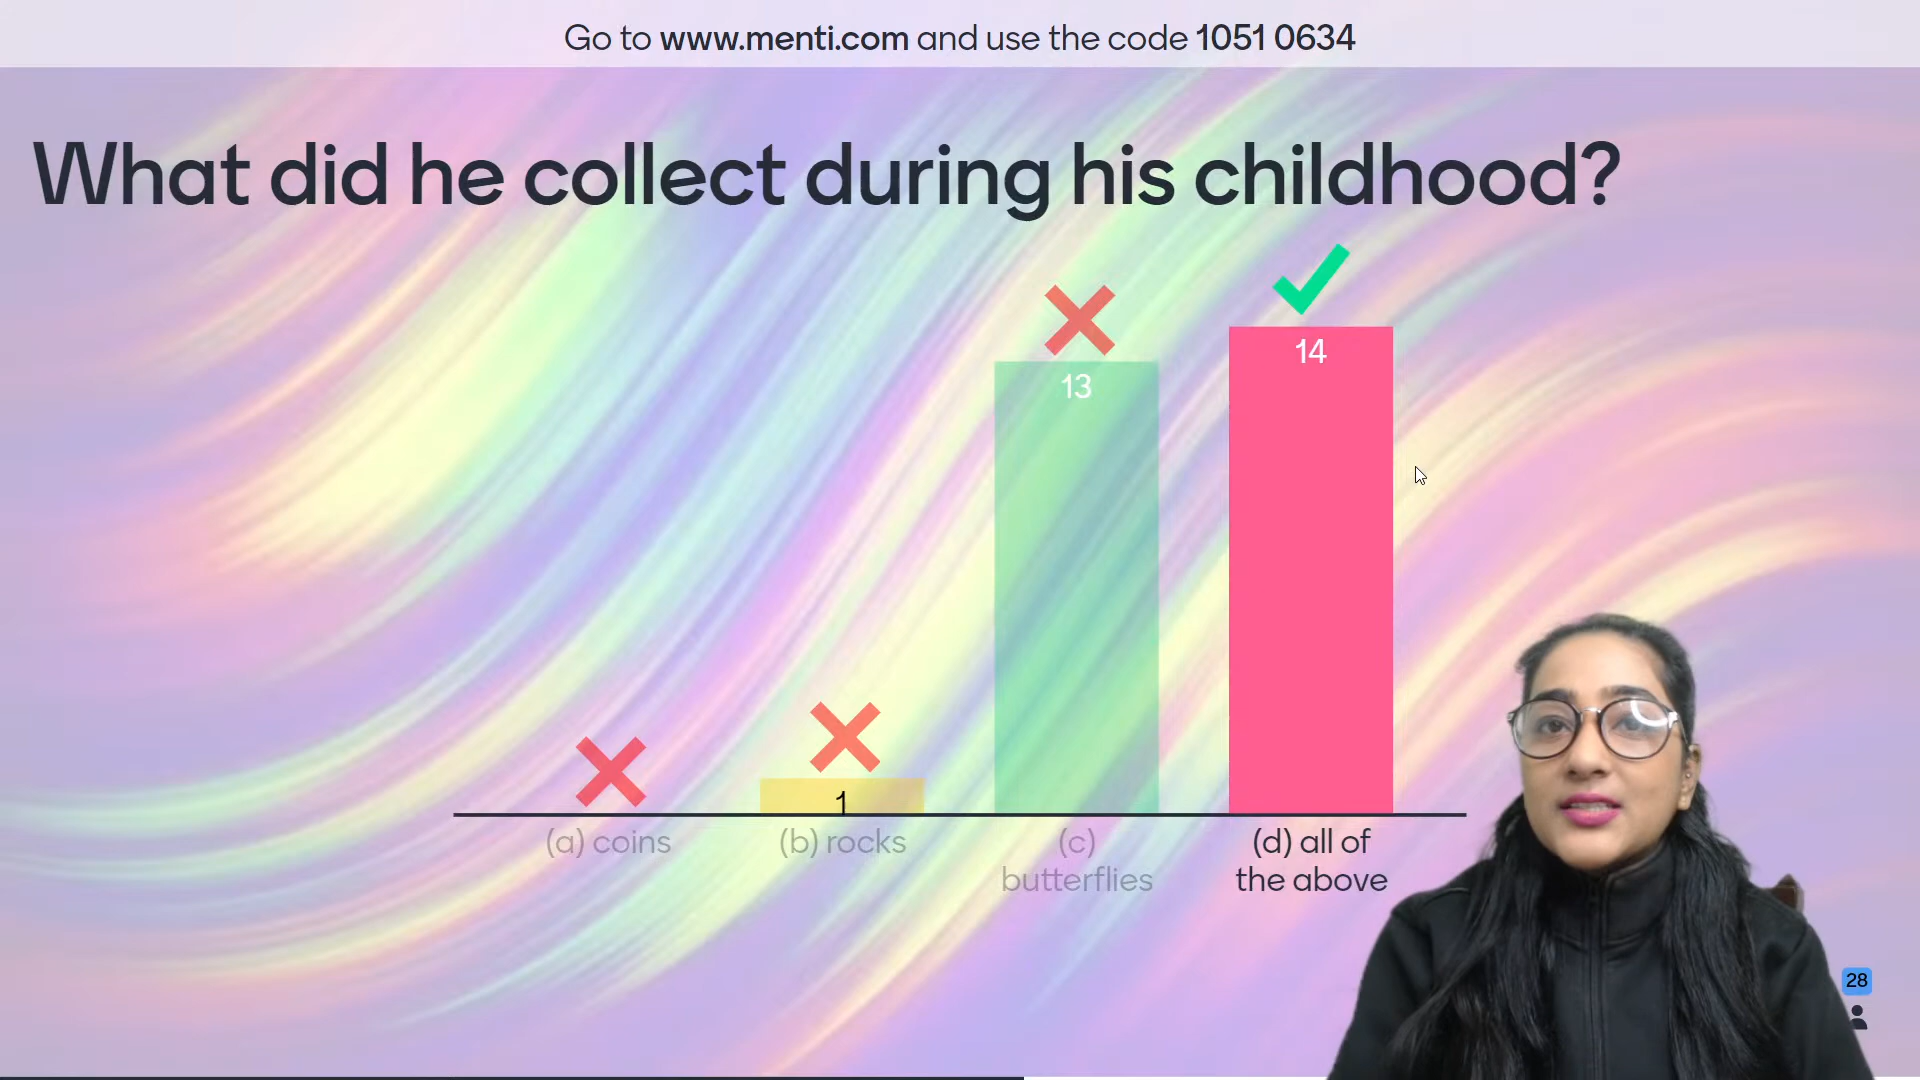 Go to www.menti.com and use the code 1051 0634
What did he collect during his childhood?
13
14
1
(a) coins
(b) rocks
(c)
butterflies
(d) all of
the above
28